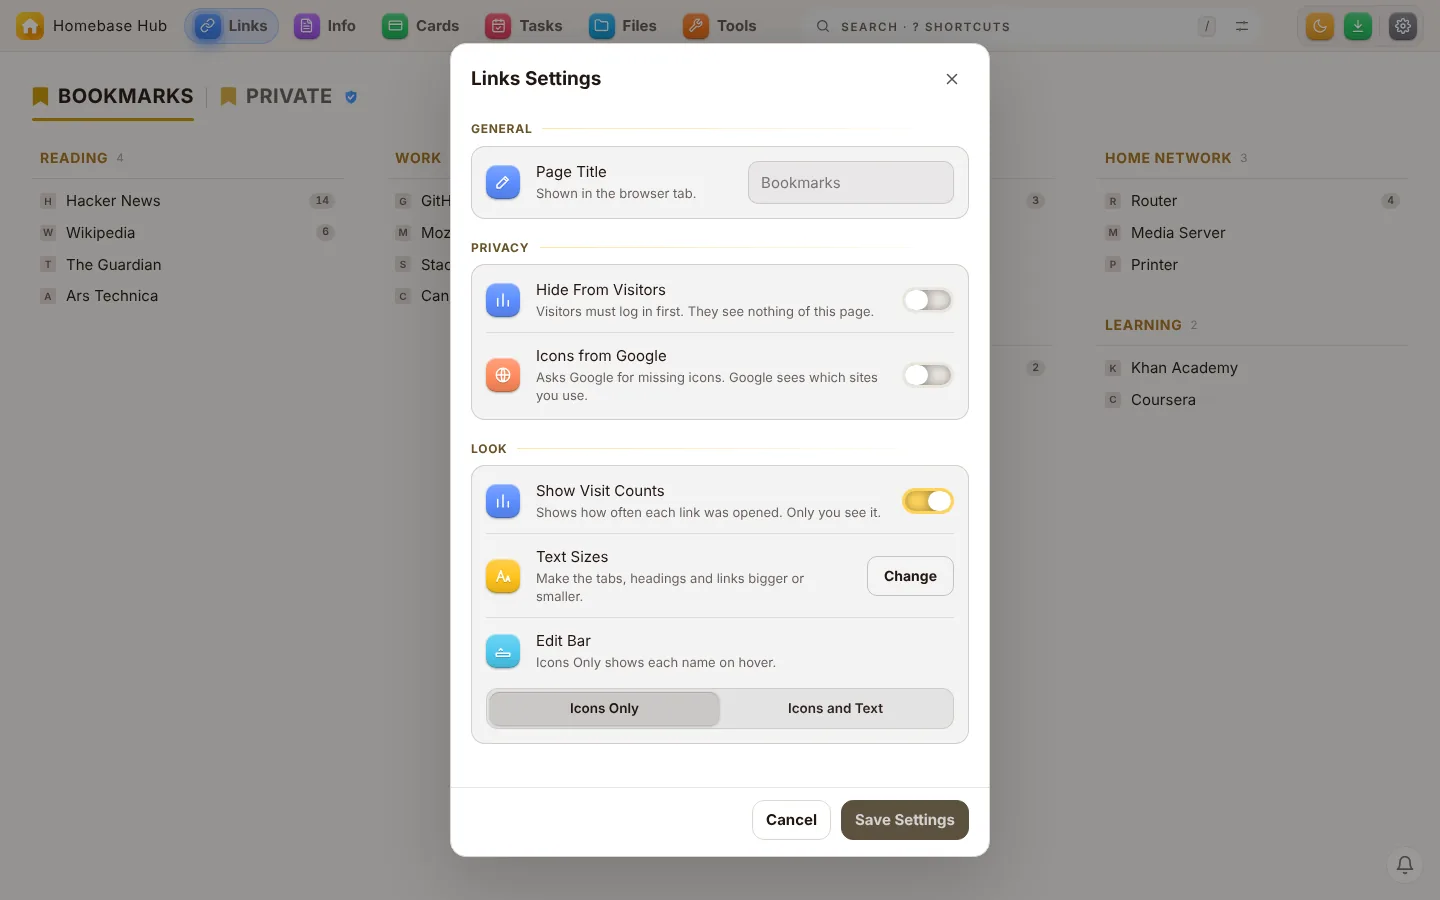 Homebase Hub
Links
Info
Cards
Tasks
Files
Tools
SEARCH · ? SHORTCUTS
/
BOOKMARKS
PRIVATE
READING 4
H Hacker News 14
W Wikipedia 6
T The Guardian
A Ars Technica
WORK
G GitH
M Moz
S Stac
C Can
3
2
HOME NETWORK 3
R Router 4
M Media Server
P Printer
LEARNING 2
K Khan Academy
C Coursera
Links Settings
GENERAL
Page Title
Shown in the browser tab.
Bookmarks
PRIVACY
Hide From Visitors
Visitors must log in first. They see nothing of this page.
Icons from Google
Asks Google for missing icons. Google sees which sites
you use.
LOOK
Show Visit Counts
Shows how often each link was opened. Only you see it.
AA
Text Sizes
Make the tabs, headings and links bigger or
smaller.
Change
Edit Bar
Icons Only shows each name on hover.
Icons Only
Icons and Text
Cancel
Save Settings